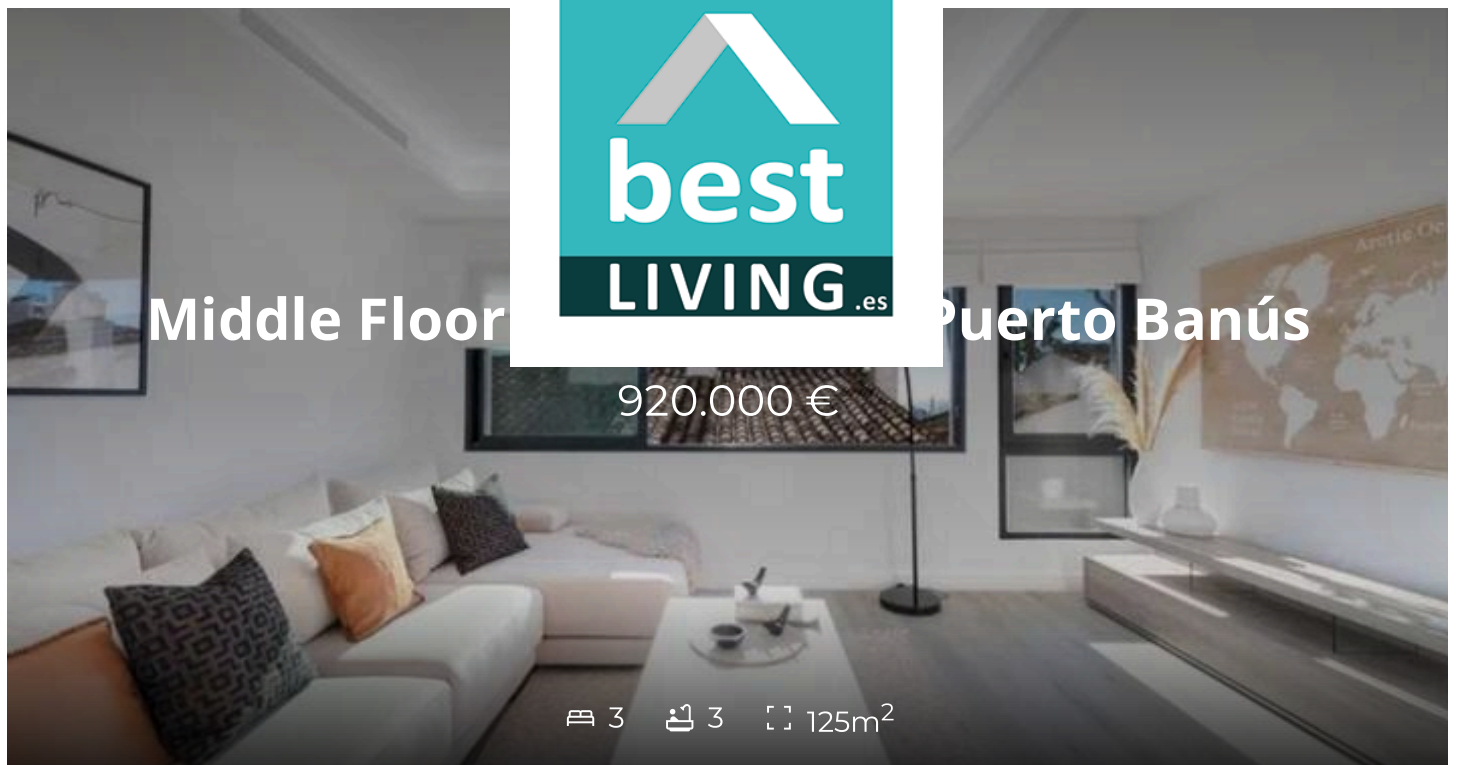 best
LIVING.es
Middle Floor Puerto Banús
920.000 €
3 3 125m²